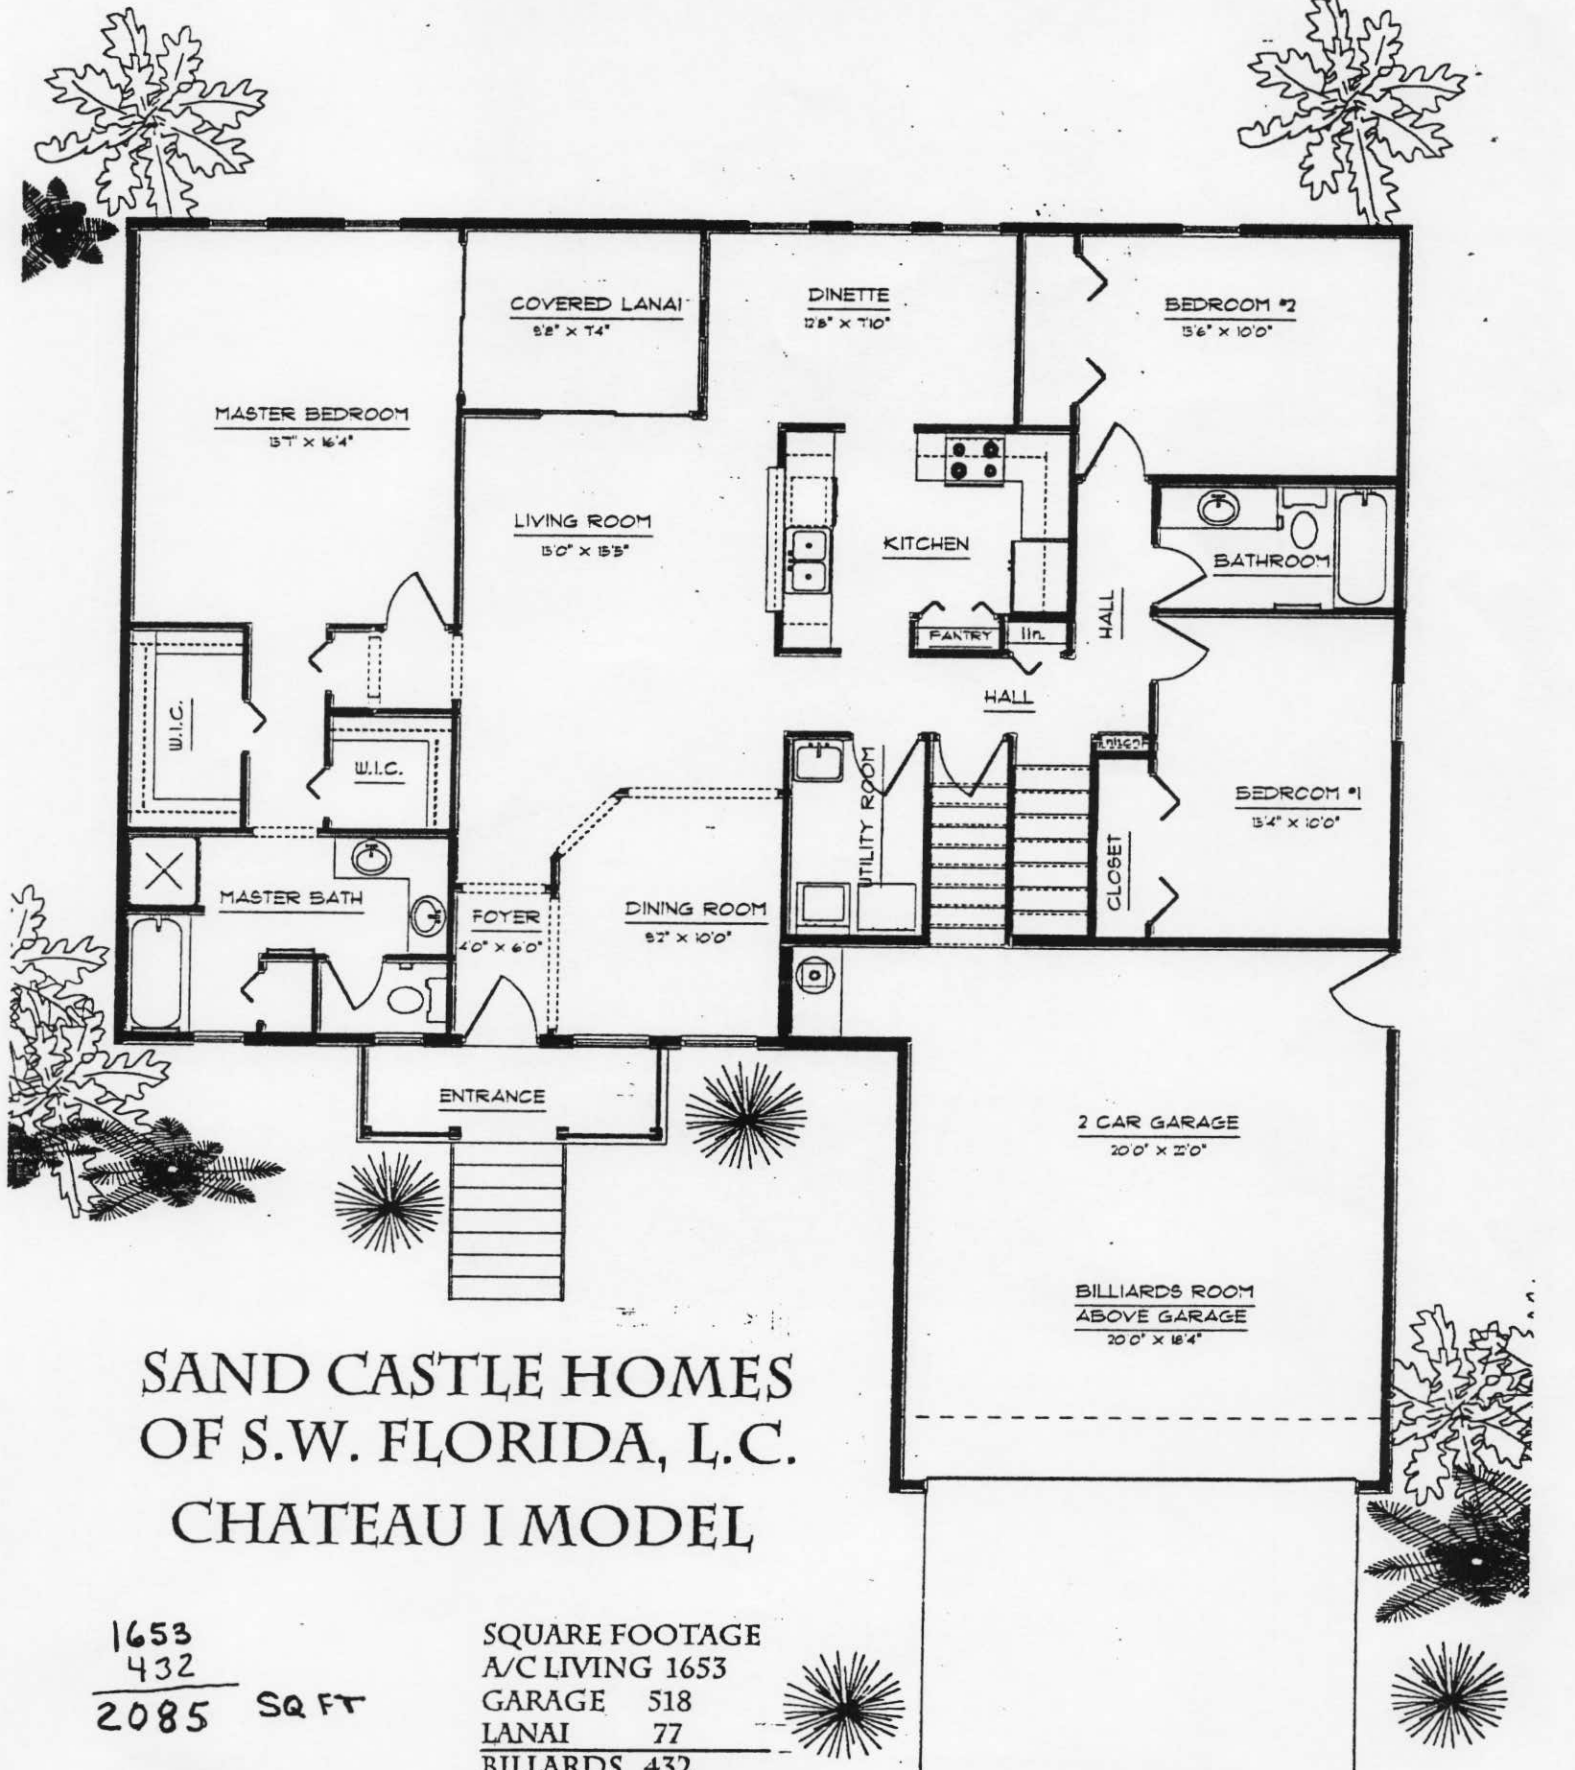 COVERED LANAI
9'8" X 7'4"
DINETTE
12'8" X 7'10"
BEDROOM #2
13'6" X 10'0"
MASTER BEDROOM
13'7" X 16'4"
LIVING ROOM
15'0" X 15'5"
KITCHEN
BATHROOM
HALL
PANTRY
lin.
HALL
W.I.C.
W.I.C.
UTILITY ROOM
BEDROOM #1
13'4" X 10'0"
CLOSET
MASTER BATH
FOYER
4'0" X 6'0"
DINING ROOM
9'2" X 10'0"
ENTRANCE
2 CAR GARAGE
20'0" X 22'0"
BILLIARDS ROOM
ABOVE GARAGE
20'0" X 18'4"
SAND CASTLE HOMES
OF S.W. FLORIDA, L.C.
CHATEAU I MODEL
1653
432
2085 SQ FT
SQUARE FOOTAGE
A/C LIVING 1653
GARAGE 518
LANAI 77
BILLARDS 432